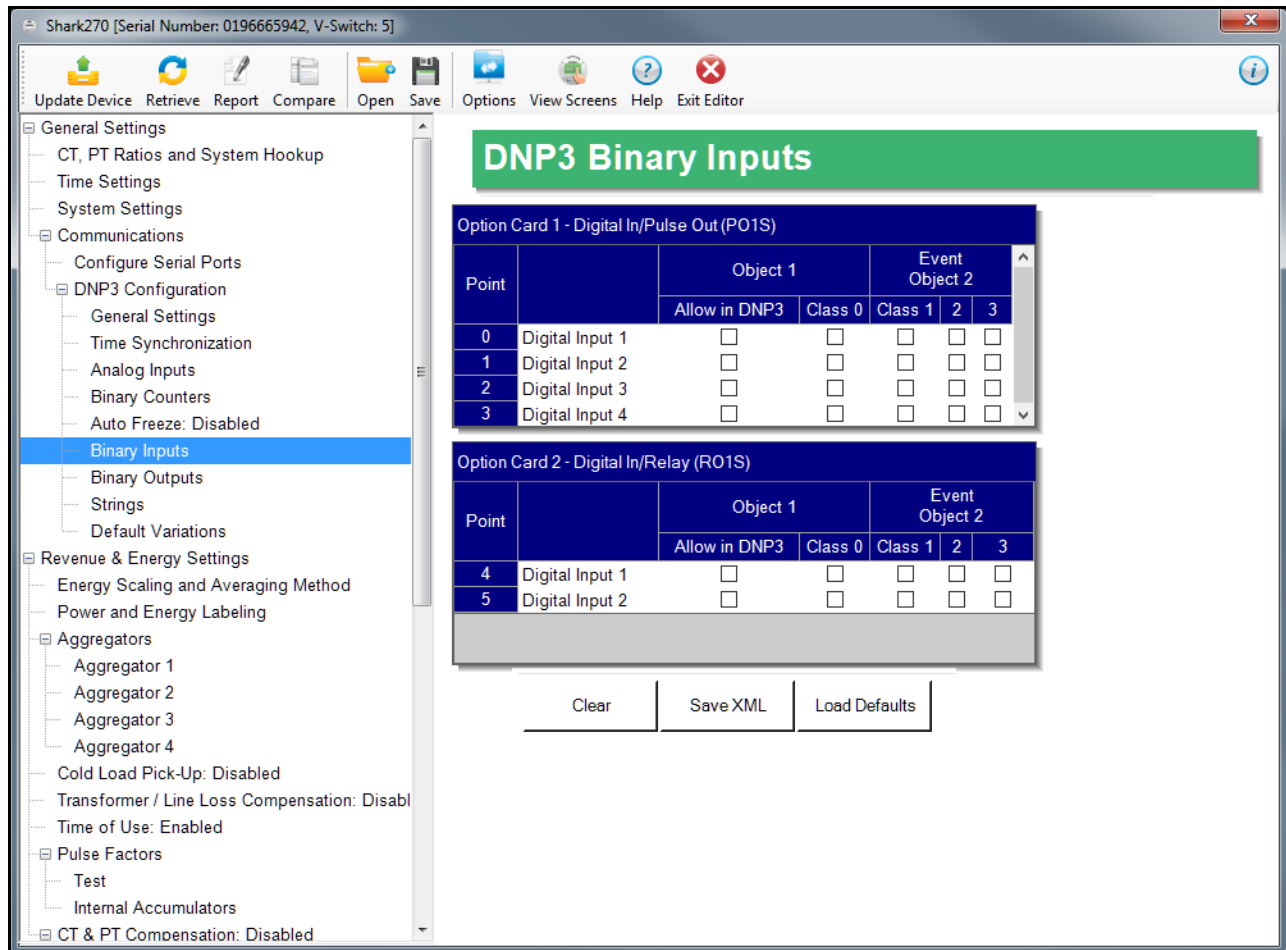 Shark270 [Serial Number: 0196665942, V-Switch: 5]
Update Device Retrieve Report Compare Open Save Options View Screens Help Exit Editor
General Settings
CT, PT Ratios and System Hookup
Time Settings
System Settings
Communications
Configure Serial Ports
DNP3 Configuration
General Settings
Time Synchronization
Analog Inputs
Binary Counters
Auto Freeze: Disabled
Binary Inputs
Binary Outputs
Strings
Default Variations
Revenue & Energy Settings
Energy Scaling and Averaging Method
Power and Energy Labeling
Aggregators
Aggregator 1
Aggregator 2
Aggregator 3
Aggregator 4
Cold Load Pick-Up: Disabled
Transformer / Line Loss Compensation: Disabl
Time of Use: Enabled
Pulse Factors
Test
Internal Accumulators
CT & PT Compensation: Disabled
DNP3 Binary Inputs
Option Card 1 - Digital In/Pulse Out (PO1S)
Point Object 1 Event
Object 2
Allow in DNP3 Class 0 Class 1 2 3
0 Digital Input 1
1 Digital Input 2
2 Digital Input 3
3 Digital Input 4
Option Card 2 - Digital In/Relay (RO1S)
Point Object 1 Event
Object 2
Allow in DNP3 Class 0 Class 1 2 3
4 Digital Input 1
5 Digital Input 2
Clear Save XML Load Defaults